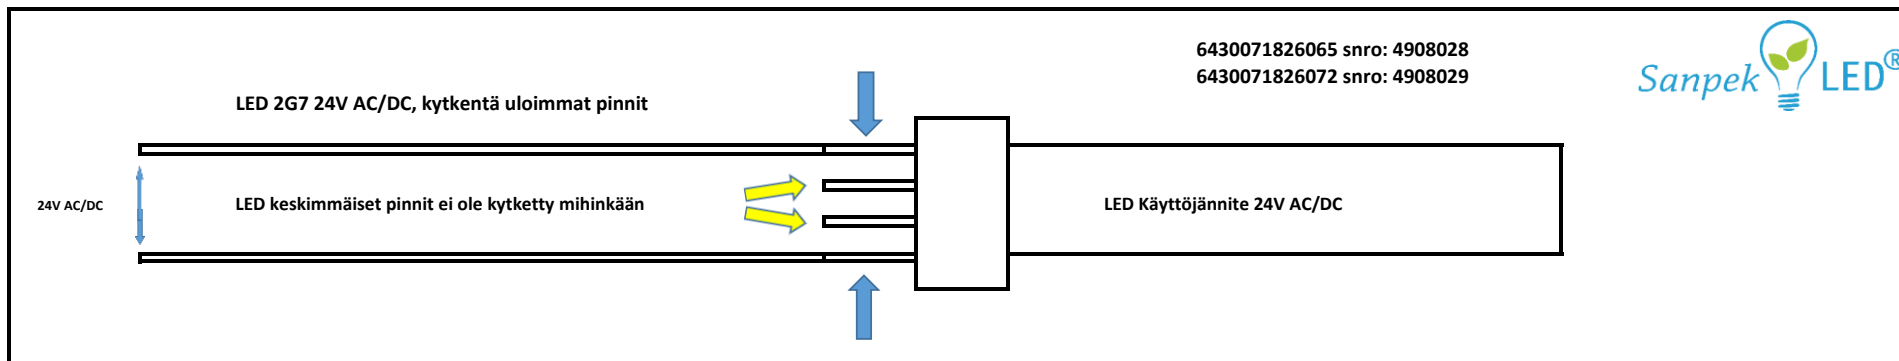 6430071826065 snro: 4908028
6430071826072 snro: 4908029
Sanpek LED®
LED 2G7 24V AC/DC, kytkentä uloimmat pinnit
24V AC/DC
LED keskimmäiset pinnit ei ole kytketty mihinkään
LED Käyttöjännite 24V AC/DC